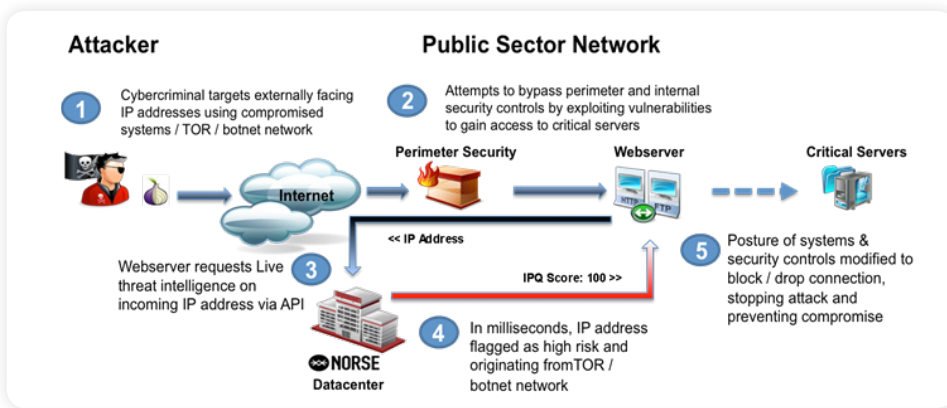 Attacker
Public Sector Network
1
Cybercriminal targets externally facing
IP addresses using compromised
systems / TOR / botnet network
2
Attempts to bypass perimeter and internal
security controls by exploiting vulnerabilities
to gain access to critical servers
Perimeter Security
Webserver
Critical Servers
Internet
HTTP
FTP
<< IP Address
Webserver requests Live
threat intelligence on
incoming IP address via API
3
IPQ Score: 100 >>
5
Posture of systems &
security controls modified to
block / drop connection,
stopping attack and
preventing compromise
4
In milliseconds, IP address
flagged as high risk and
originating fromTOR /
botnet network
NORSE
Datacenter